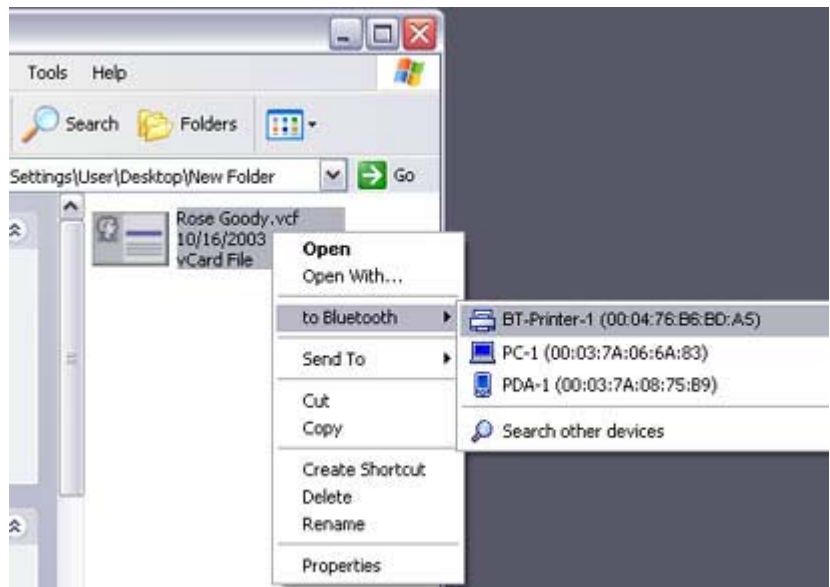 Tools Help
Search Folders
Settings\User\Desktop\New Folder Go
Rose Goody.vcf
10/16/2003
vCard File
Open
Open With...
to Bluetooth
Send To
Cut
Copy
Create Shortcut
Delete
Rename
Properties
BT-Printer-1 (00:04:76:B6:BD:A5)
PC-1 (00:03:7A:06:6A:83)
PDA-1 (00:03:7A:08:75:B9)
Search other devices